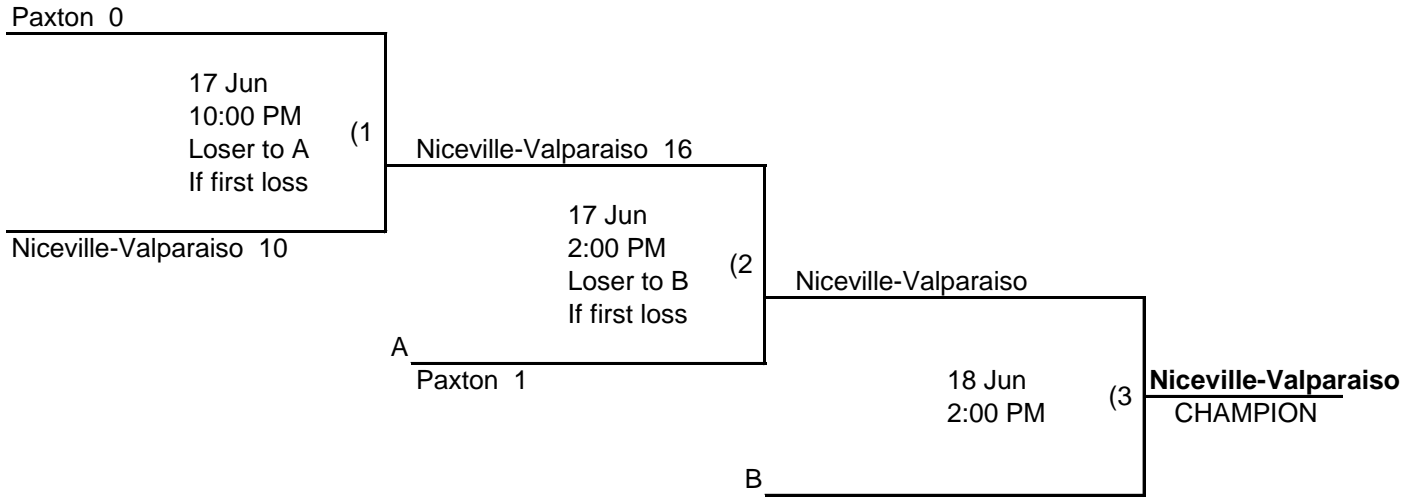 Paxton 0
17 Jun
10:00 PM
Loser to A
If first loss
(1
Niceville-Valparaiso 10
Niceville-Valparaiso 16
17 Jun
2:00 PM
Loser to B
If first loss
(2
A
Paxton 1
Niceville-Valparaiso
18 Jun
2:00 PM
(3
B
Niceville-Valparaiso
CHAMPION